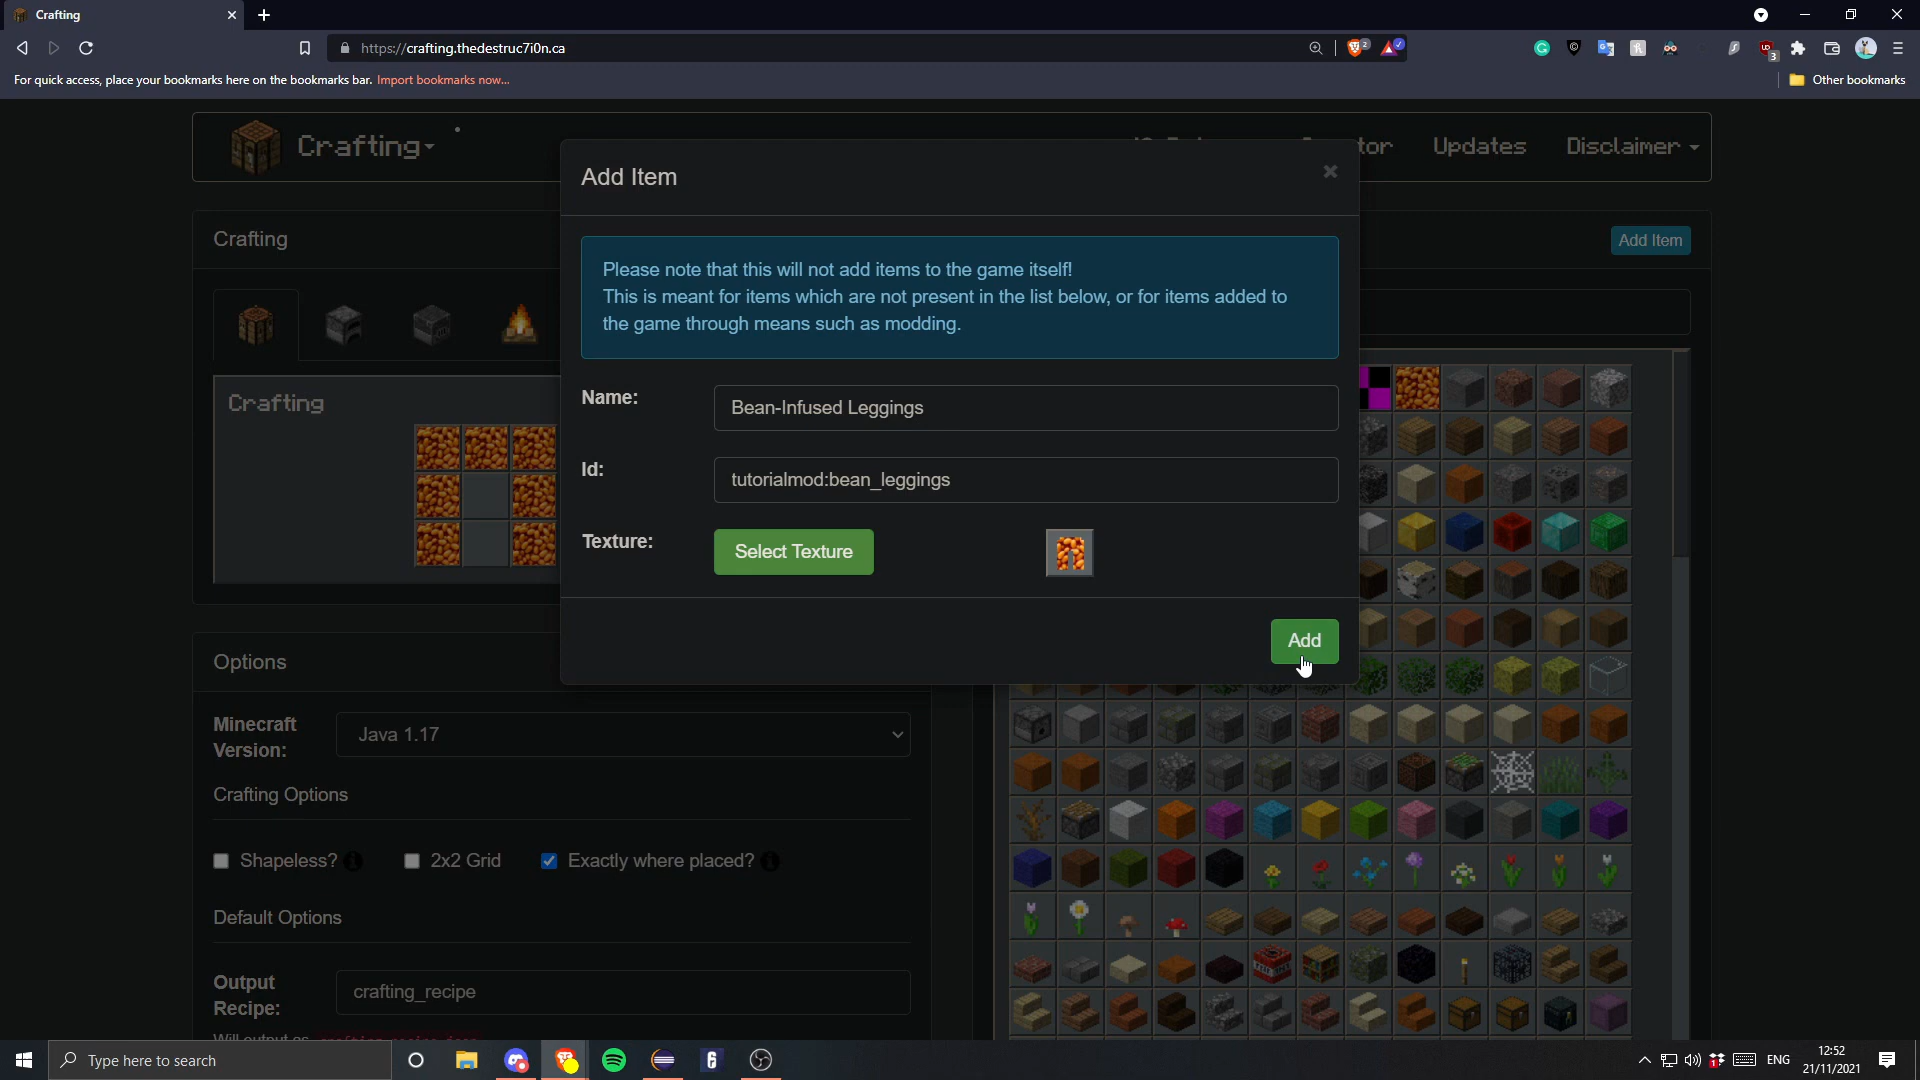 Crafting
https://crafting.thedestruc7i0n.ca
2
3
For quick access, place your bookmarks here on the bookmarks bar. Import bookmarks now...
Other bookmarks
Crafting
Updates
Disclaimer
Add Item
Crafting
Add Item
Please note that this will not add items to the game itself!
This is meant for items which are not present in the list below, or for items added to
the game through means such as modding.
Crafting
Name:
Bean-Infused Leggings
Id:
tutorialmod:bean_leggings
Texture:
Select Texture
Add
Options
Minecraft
Version:
Java 1.17
Crafting Options
Shapeless?
2x2 Grid
Exactly where placed?
Default Options
Output
Recipe:
crafting_recipe
Will output as
Type here to search
ENG
12:52
21/11/2021